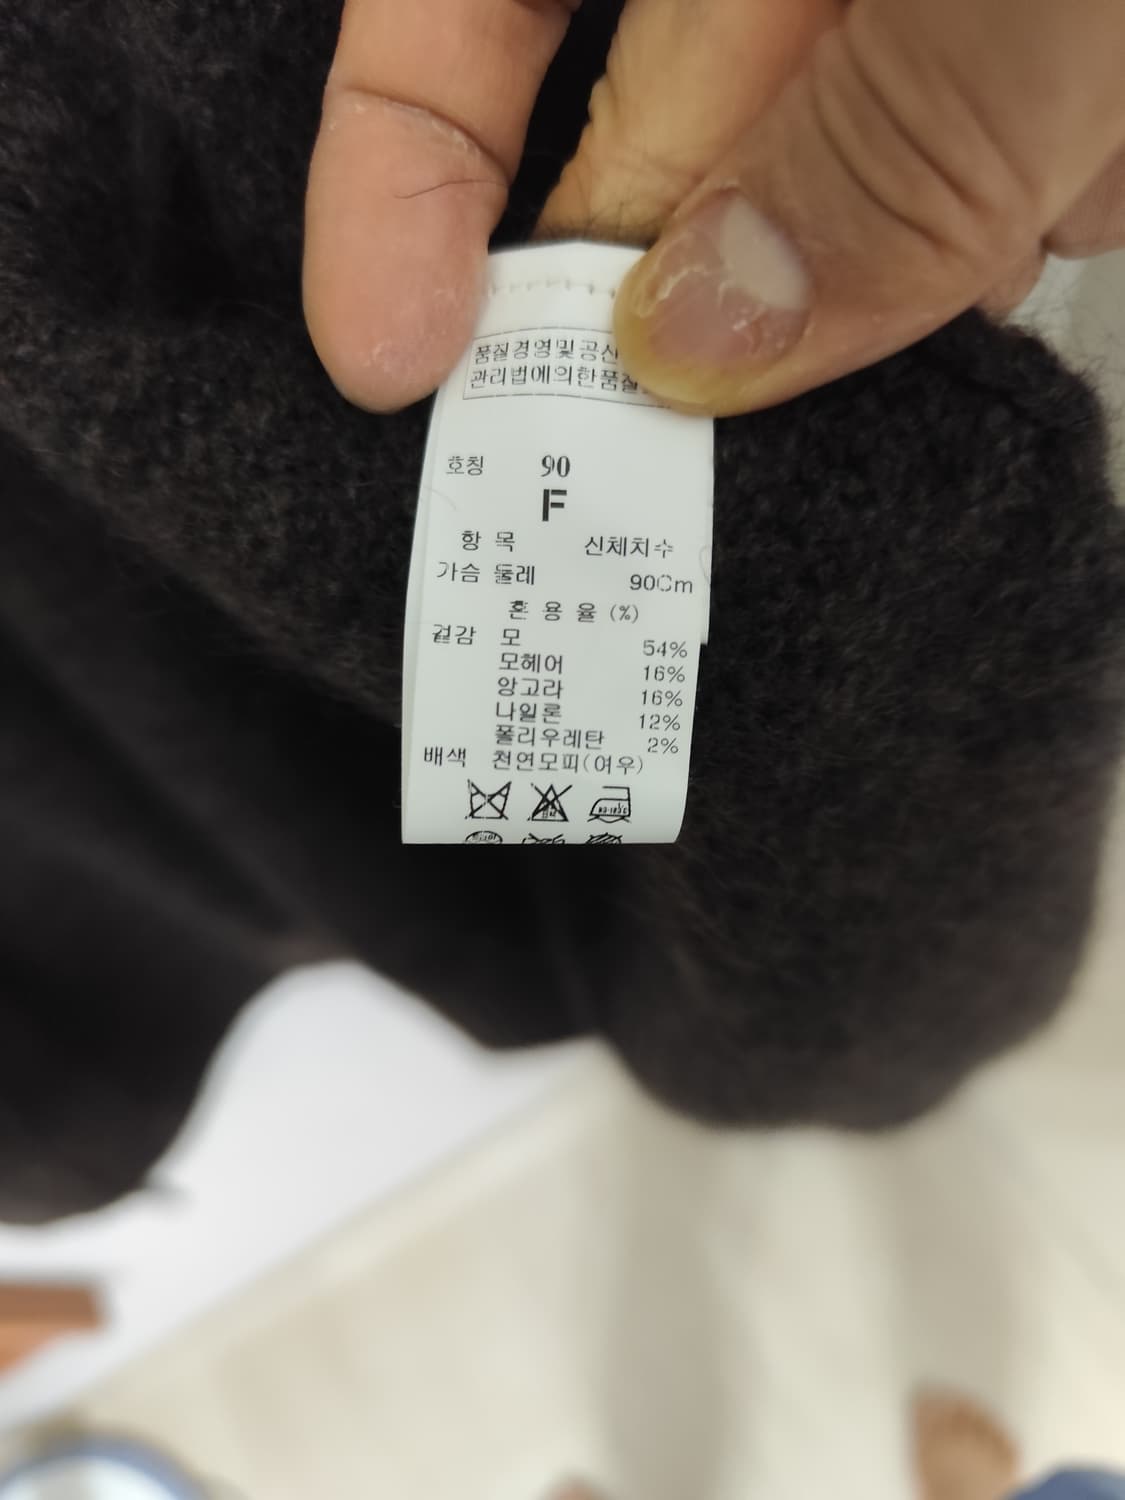 품질경영및공산
관리법에의한품질
호칭 90
F
항 목 신체치수
가슴 둘레 90Cm
혼 용 율 (%)
겉감 모 54%
모헤어 16%
앙고라 16%
나일론 12%
폴리우레탄 2%
배색 천연모피(여우)